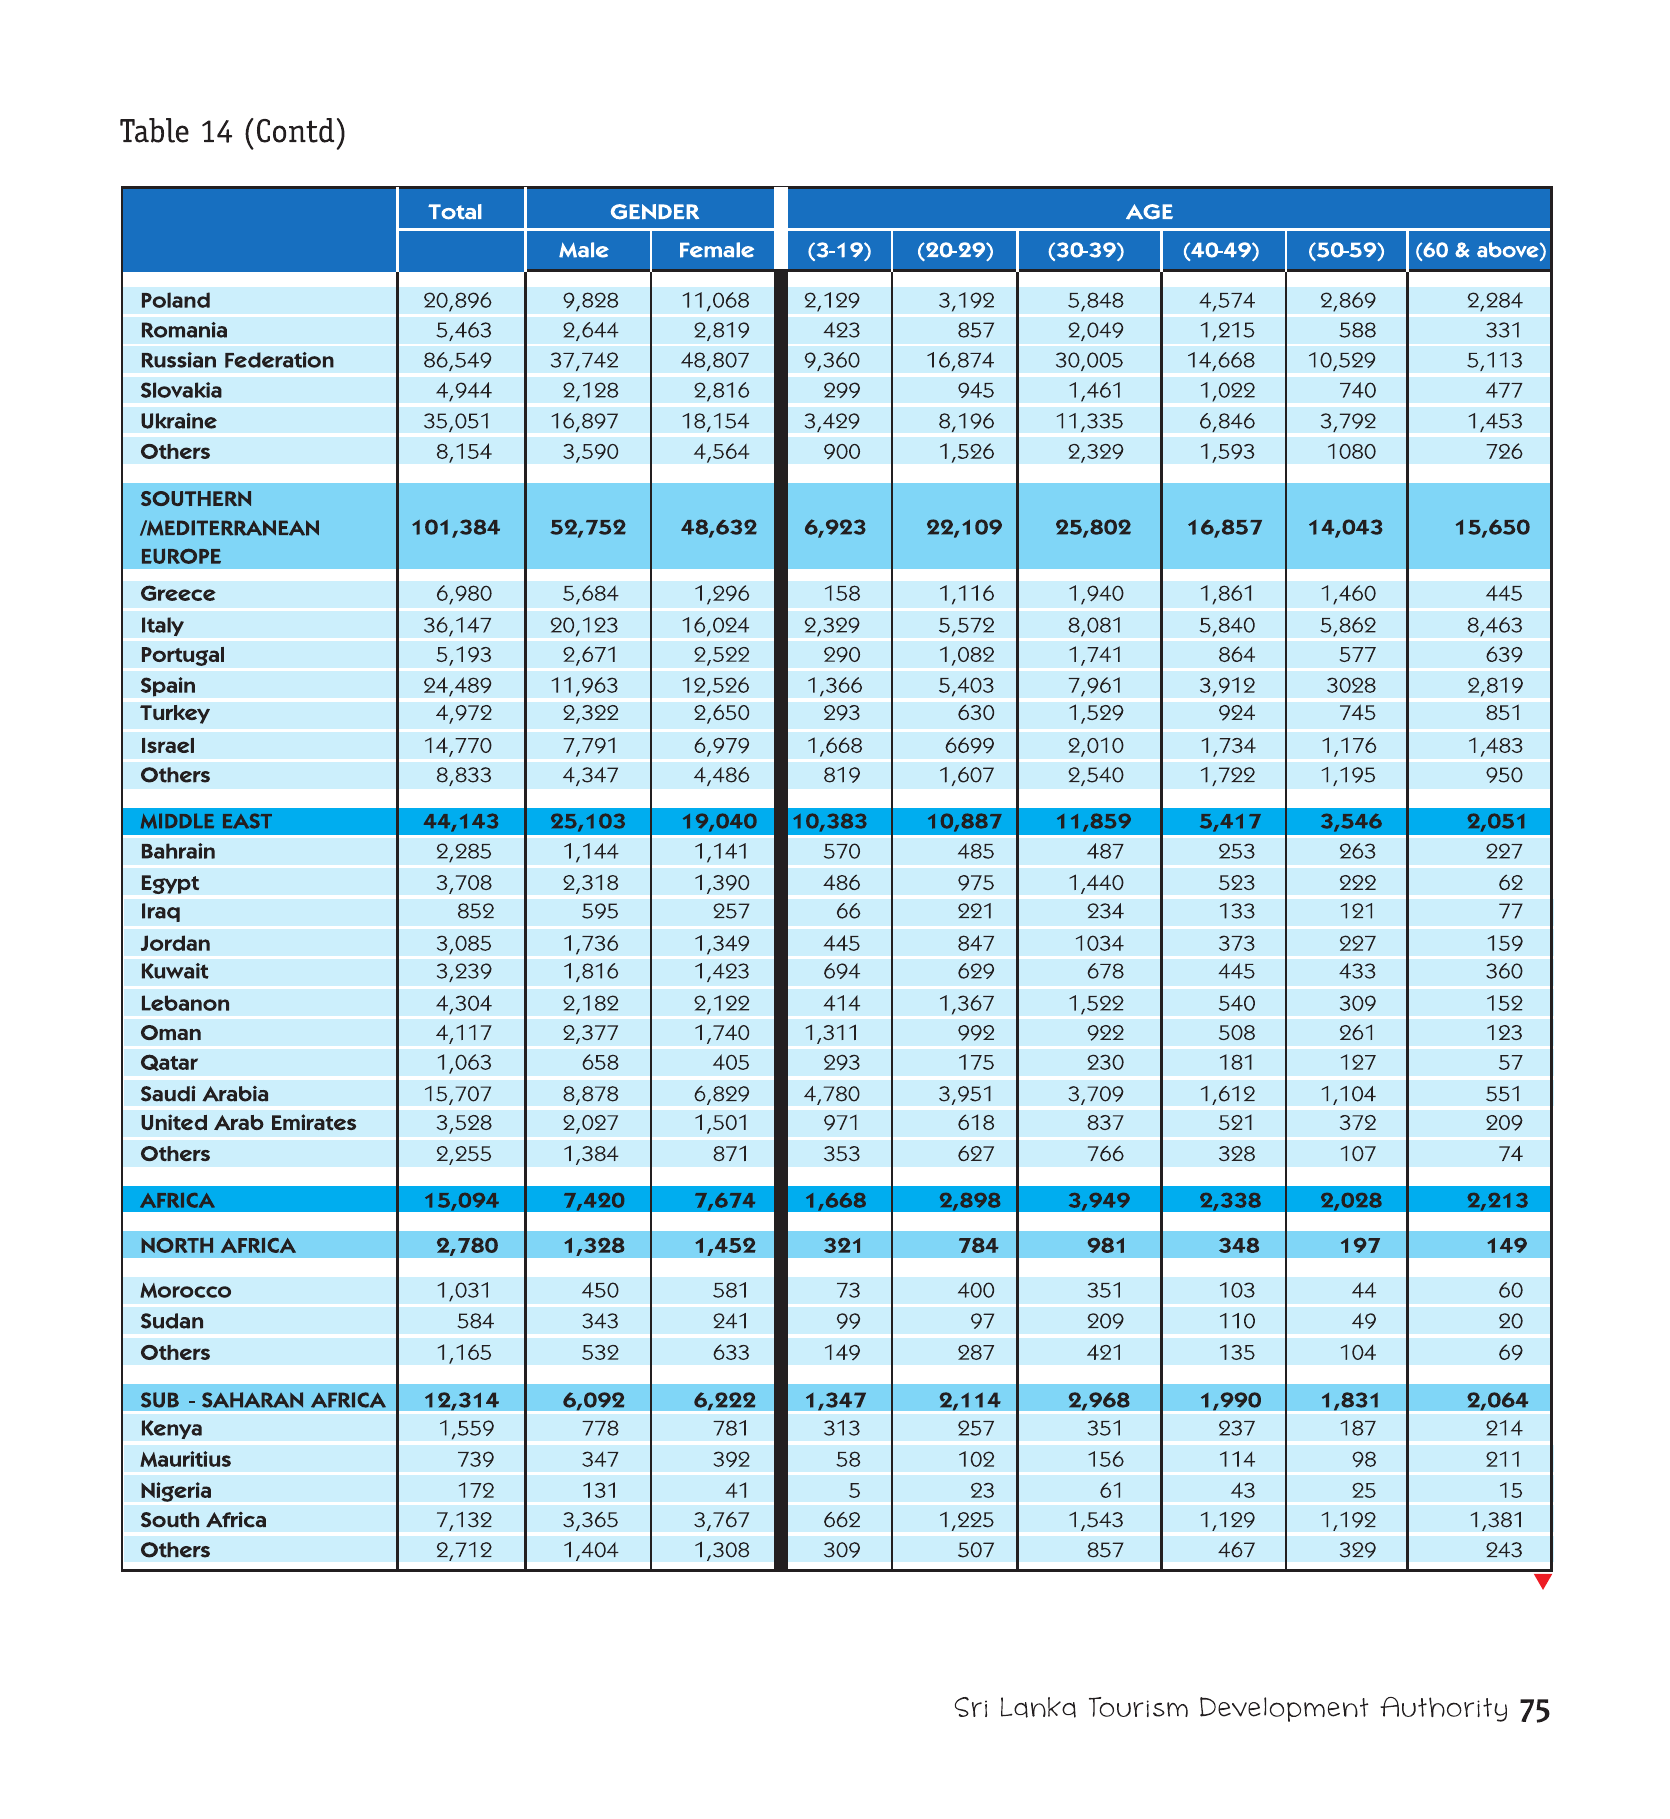 Table 14 (Contd)
Total GENDER AGE
Male Female (3-19) (20-29) (30-39) (40-49) (50-59) (60 & above)
Poland 20,896 9,828 11,068 2,129 3,192 5,848 4,574 2,869 2,284
Romania 5,463 2,644 2,819 423 857 2,049 1,215 588 331
Russian Federation 86,549 37,742 48,807 9,360 16,874 30,005 14,668 10,529 5,113
Slovakia 4,944 2,128 2,816 299 945 1,461 1,022 740 477
Ukraine 35,051 16,897 18,154 3,429 8,196 11,335 6,846 3,792 1,453
Others 8,154 3,590 4,564 900 1,526 2,329 1,593 1080 726
SOUTHERN
/MEDITERRANEAN 101,384 52,752 48,632 6,923 22,109 25,802 16,857 14,043 15,650
EUROPE
Greece 6,980 5,684 1,296 158 1,116 1,940 1,861 1,460 445
Italy 36,147 20,123 16,024 2,329 5,572 8,081 5,840 5,862 8,463
Portugal 5,193 2,671 2,522 290 1,082 1,741 864 577 639
Spain 24,489 11,963 12,526 1,366 5,403 7,961 3,912 3028 2,819
Turkey 4,972 2,322 2,650 293 630 1,529 924 745 851
Israel 14,770 7,791 6,979 1,668 6699 2,010 1,734 1,176 1,483
Others 8,833 4,347 4,486 819 1,607 2,540 1,722 1,195 950
MIDDLE EAST 44,143 25,103 19,040 10,383 10,887 11,859 5,417 3,546 2,051
Bahrain 2,285 1,144 1,141 570 485 487 253 263 227
Egypt 3,708 2,318 1,390 486 975 1,440 523 222 62
Iraq 852 595 257 66 221 234 133 121 77
Jordan 3,085 1,736 1,349 445 847 1034 373 227 159
Kuwait 3,239 1,816 1,423 694 629 678 445 433 360
Lebanon 4,304 2,182 2,122 414 1,367 1,522 540 309 152
Oman 4,117 2,377 1,740 1,311 992 922 508 261 123
Qatar 1,063 658 405 293 175 230 181 127 57
Saudi Arabia 15,707 8,878 6,829 4,780 3,951 3,709 1,612 1,104 551
United Arab Emirates 3,528 2,027 1,501 971 618 837 521 372 209
Others 2,255 1,384 871 353 627 766 328 107 74
AFRICA 15,094 7,420 7,674 1,668 2,898 3,949 2,338 2,028 2,213
NORTH AFRICA 2,780 1,328 1,452 321 784 981 348 197 149
Morocco 1,031 450 581 73 400 351 103 44 60
Sudan 584 343 241 99 97 209 110 49 20
Others 1,165 532 633 149 287 421 135 104 69
SUB - SAHARAN AFRICA 12,314 6,092 6,222 1,347 2,114 2,968 1,990 1,831 2,064
Kenya 1,559 778 781 313 257 351 237 187 214
Mauritius 739 347 392 58 102 156 114 98 211
Nigeria 172 131 41 5 23 61 43 25 15
South Africa 7,132 3,365 3,767 662 1,225 1,543 1,129 1,192 1,381
Others 2,712 1,404 1,308 309 507 857 467 329 243
Sri Lanka Tourism Development Authority 75